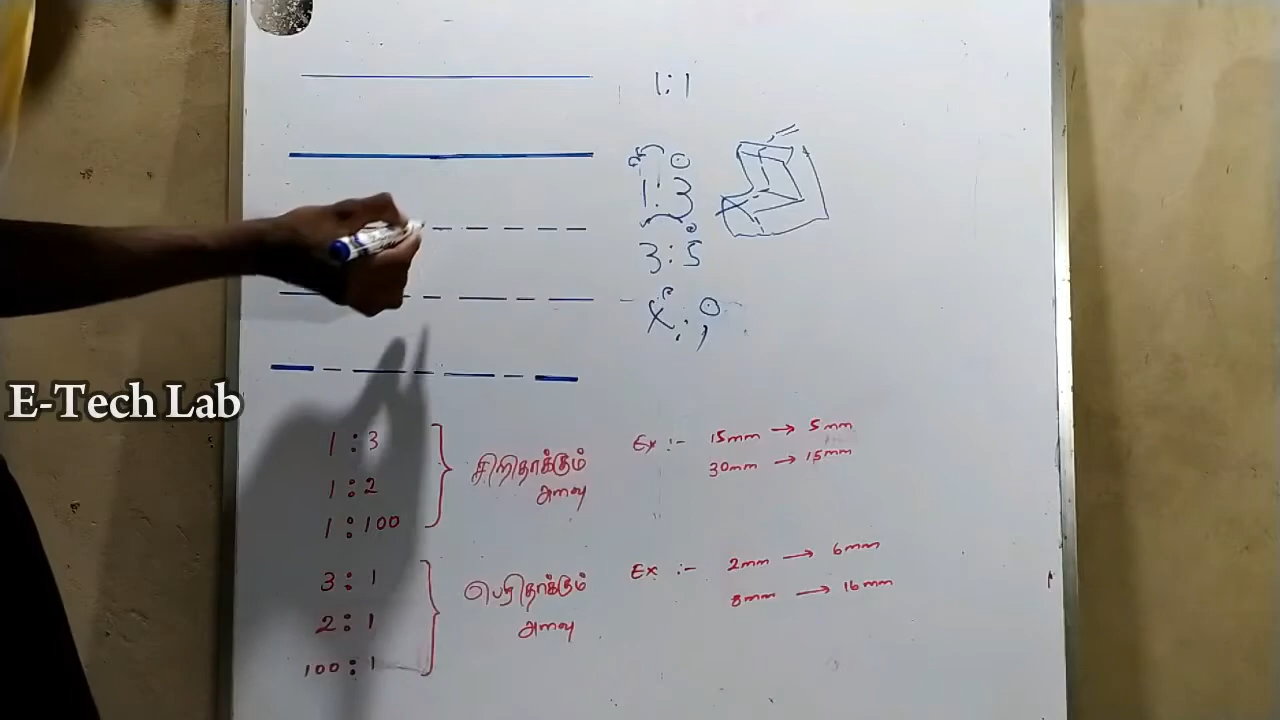 1:1
1:3
3:5
x:1
E-Tech Lab
1:3
1:2
1:100
சிறிதாக்கும்
அளவு
Ex :- 15mm → 5mm
30mm → 15mm
3:1
2:1
100:1
பெரிதாக்கும்
அளவு
Ex :- 2mm → 6mm
8mm → 16mm